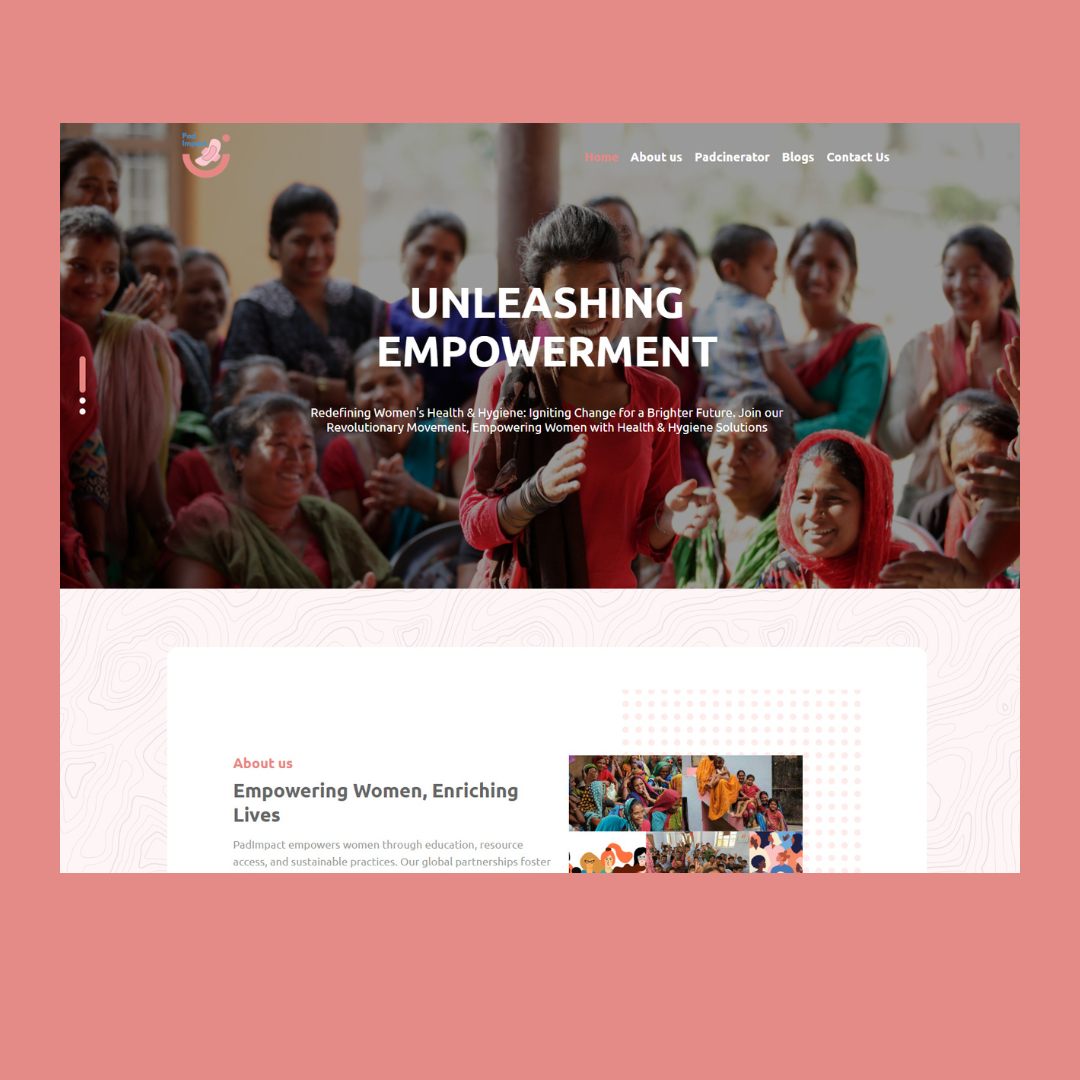 Pad
Impact
Home About us Padcinerator Blogs Contact Us
UNLEASHING
EMPOWERMENT
Redefining Women's Health & Hygiene: Igniting Change for a Brighter Future. Join our
Revolutionary Movement, Empowering Women with Health & Hygiene Solutions
About us
Empowering Women, Enriching
Lives
PadImpact empowers women through education, resource
access, and sustainable practices. Our global partnerships foster